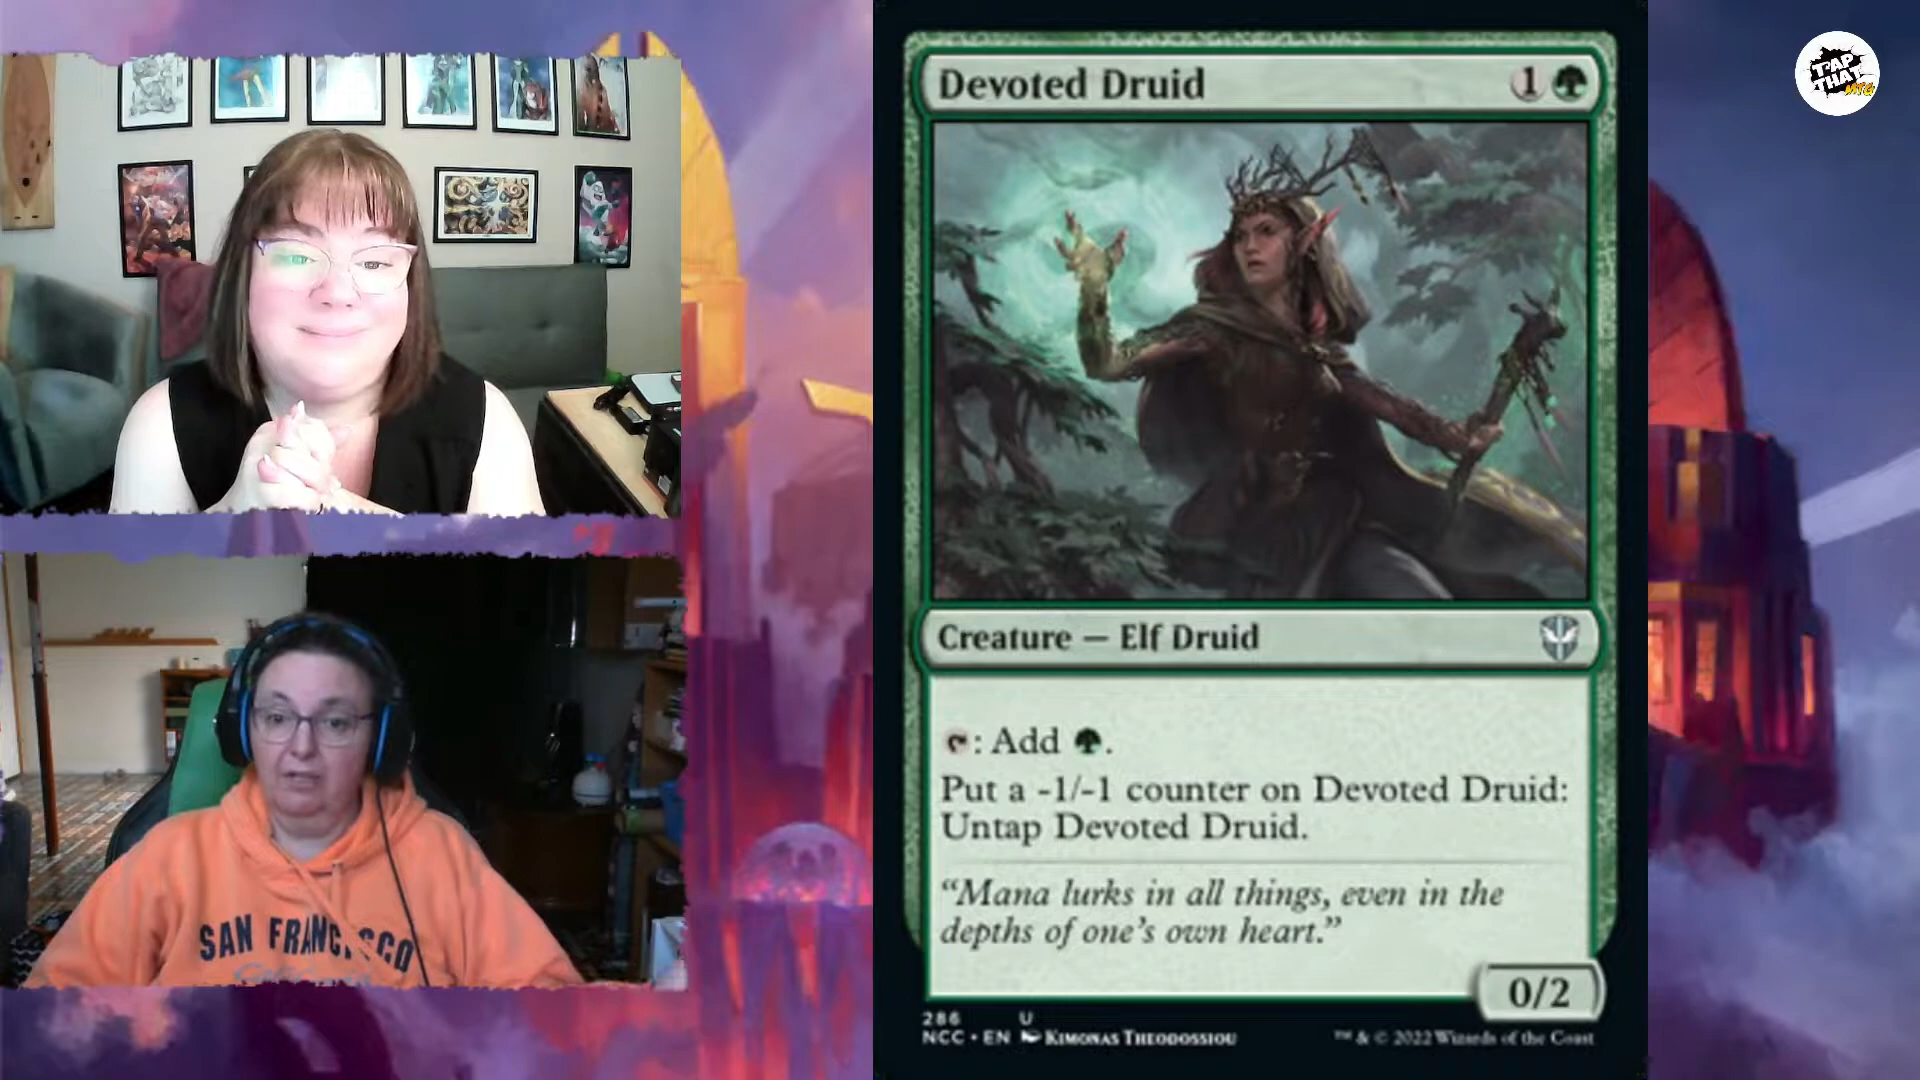 TAP
THAT
MTG
Devoted Druid 1
Creature — Elf Druid
: Add .
Put a -1/-1 counter on Devoted Druid:
Untap Devoted Druid.
“Mana lurks in all things, even in the
depths of one’s own heart.”
0/2
286 U
NCC • EN Kimonas Theodossiou
™ & © 2022 Wizards of the Coast
SAN FRANCISCO